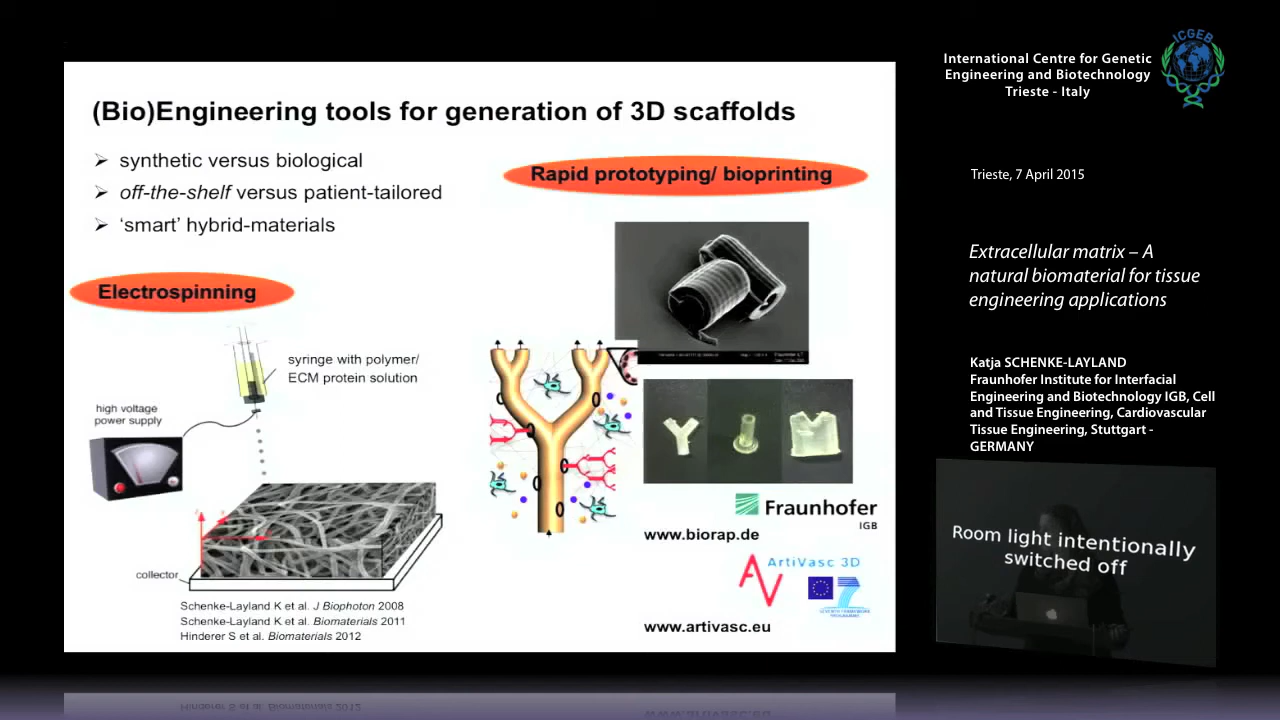 (Bio)Engineering tools for generation of 3D scaffolds
synthetic versus biological
off-the-shelf versus patient-tailored
‘smart’ hybrid-materials
Rapid prototyping/ bioprinting
Electrospinning
syringe with polymer/
ECM protein solution
high voltage
power supply
collector
Schenke-Layland K et al. J Biophoton 2008
Schenke-Layland K et al. Biomaterials 2011
Hinderer S et al. Biomaterials 2012
Fraunhofer
IGB
www.biorap.de
ArtiVasc 3D
www.artivasc.eu
ICGEB
International Centre for Genetic
Engineering and Biotechnology
Trieste - Italy
Trieste, 7 April 2015
Extracellular matrix – A
natural biomaterial for tissue
engineering applications
Katja SCHENKE-LAYLAND
Fraunhofer Institute for Interfacial
Engineering and Biotechnology IGB, Cell
and Tissue Engineering, Cardiovascular
Tissue Engineering, Stuttgart -
GERMANY
Room light intentionally
switched off